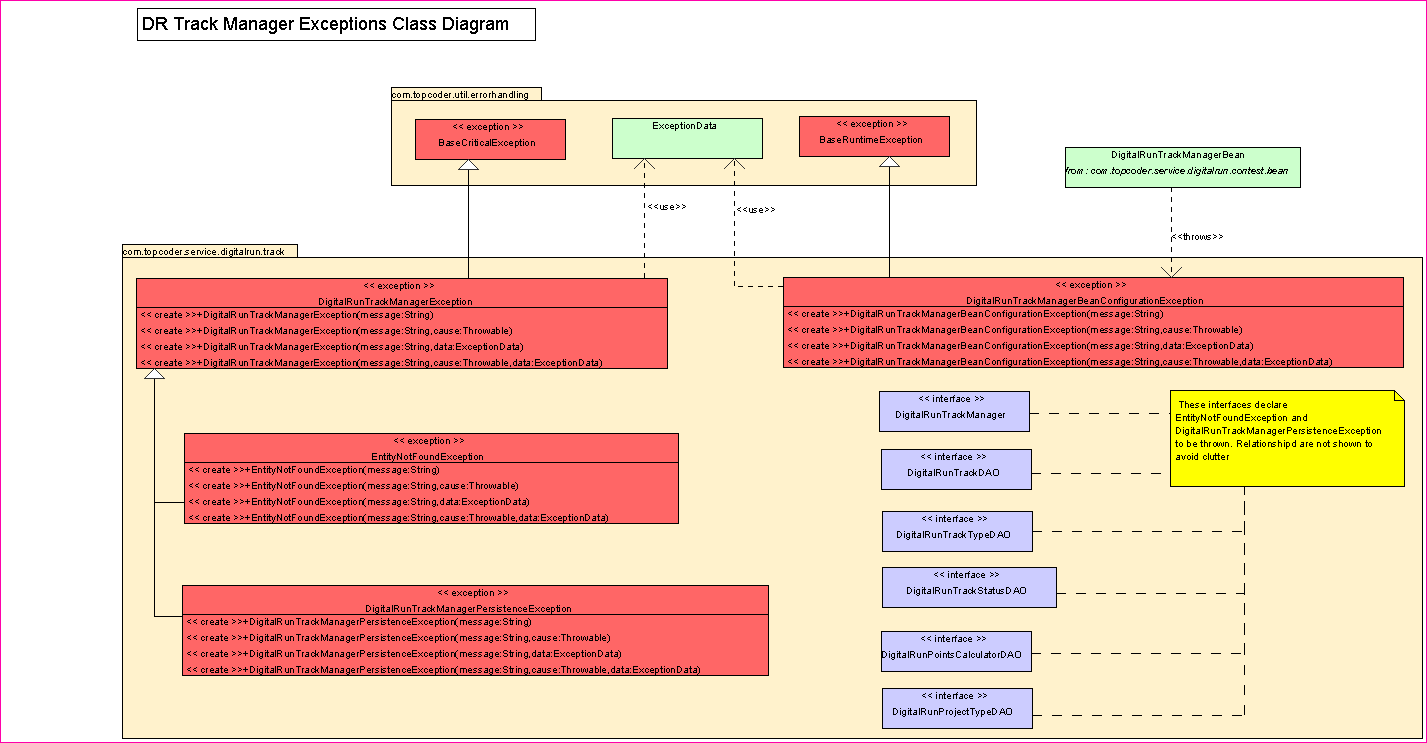 DR Track Manager Exceptions Class Diagram
com.topcoder.util.errorhandling
<< exception >>
BaseCriticalException
ExceptionData
<< exception >>
BaseRuntimeException
DigitalRunTrackManagerBean
from : com.topcoder.service.digitalrun.contest.bean
<<use>>
<<use>>
<<throws>>
com.topcoder.service.digitalrun.track
<< exception >>
DigitalRunTrackManagerException
<< create >>+DigitalRunTrackManagerException(message:String)
<< create >>+DigitalRunTrackManagerException(message:String,cause:Throwable)
<< create >>+DigitalRunTrackManagerException(message:String,data:ExceptionData)
<< create >>+DigitalRunTrackManagerException(message:String,cause:Throwable,data:ExceptionData)
<< exception >>
DigitalRunTrackManagerBeanConfigurationException
<< create >>+DigitalRunTrackManagerBeanConfigurationException(message:String)
<< create >>+DigitalRunTrackManagerBeanConfigurationException(message:String,cause:Throwable)
<< create >>+DigitalRunTrackManagerBeanConfigurationException(message:String,data:ExceptionData)
<< create >>+DigitalRunTrackManagerBeanConfigurationException(message:String,cause:Throwable,data:ExceptionData)
<< exception >>
EntityNotFoundException
<< create >>+EntityNotFoundException(message:String)
<< create >>+EntityNotFoundException(message:String,cause:Throwable)
<< create >>+EntityNotFoundException(message:String,data:ExceptionData)
<< create >>+EntityNotFoundException(message:String,cause:Throwable,data:ExceptionData)
<< exception >>
DigitalRunTrackManagerPersistenceException
<< create >>+DigitalRunTrackManagerPersistenceException(message:String)
<< create >>+DigitalRunTrackManagerPersistenceException(message:String,cause:Throwable)
<< create >>+DigitalRunTrackManagerPersistenceException(message:String,data:ExceptionData)
<< create >>+DigitalRunTrackManagerPersistenceException(message:String,cause:Throwable,data:ExceptionData)
<< interface >>
DigitalRunTrackManager
<< interface >>
DigitalRunTrackDAO
<< interface >>
DigitalRunTrackTypeDAO
<< interface >>
DigitalRunTrackStatusDAO
<< interface >>
DigitalRunPointsCalculatorDAO
<< interface >>
DigitalRunProjectTypeDAO
These interfaces declare
EntityNotFoundException and
DigitalRunTrackManagerPersistenceException
to be thrown. Relationshipd are not shown to
avoid clutter